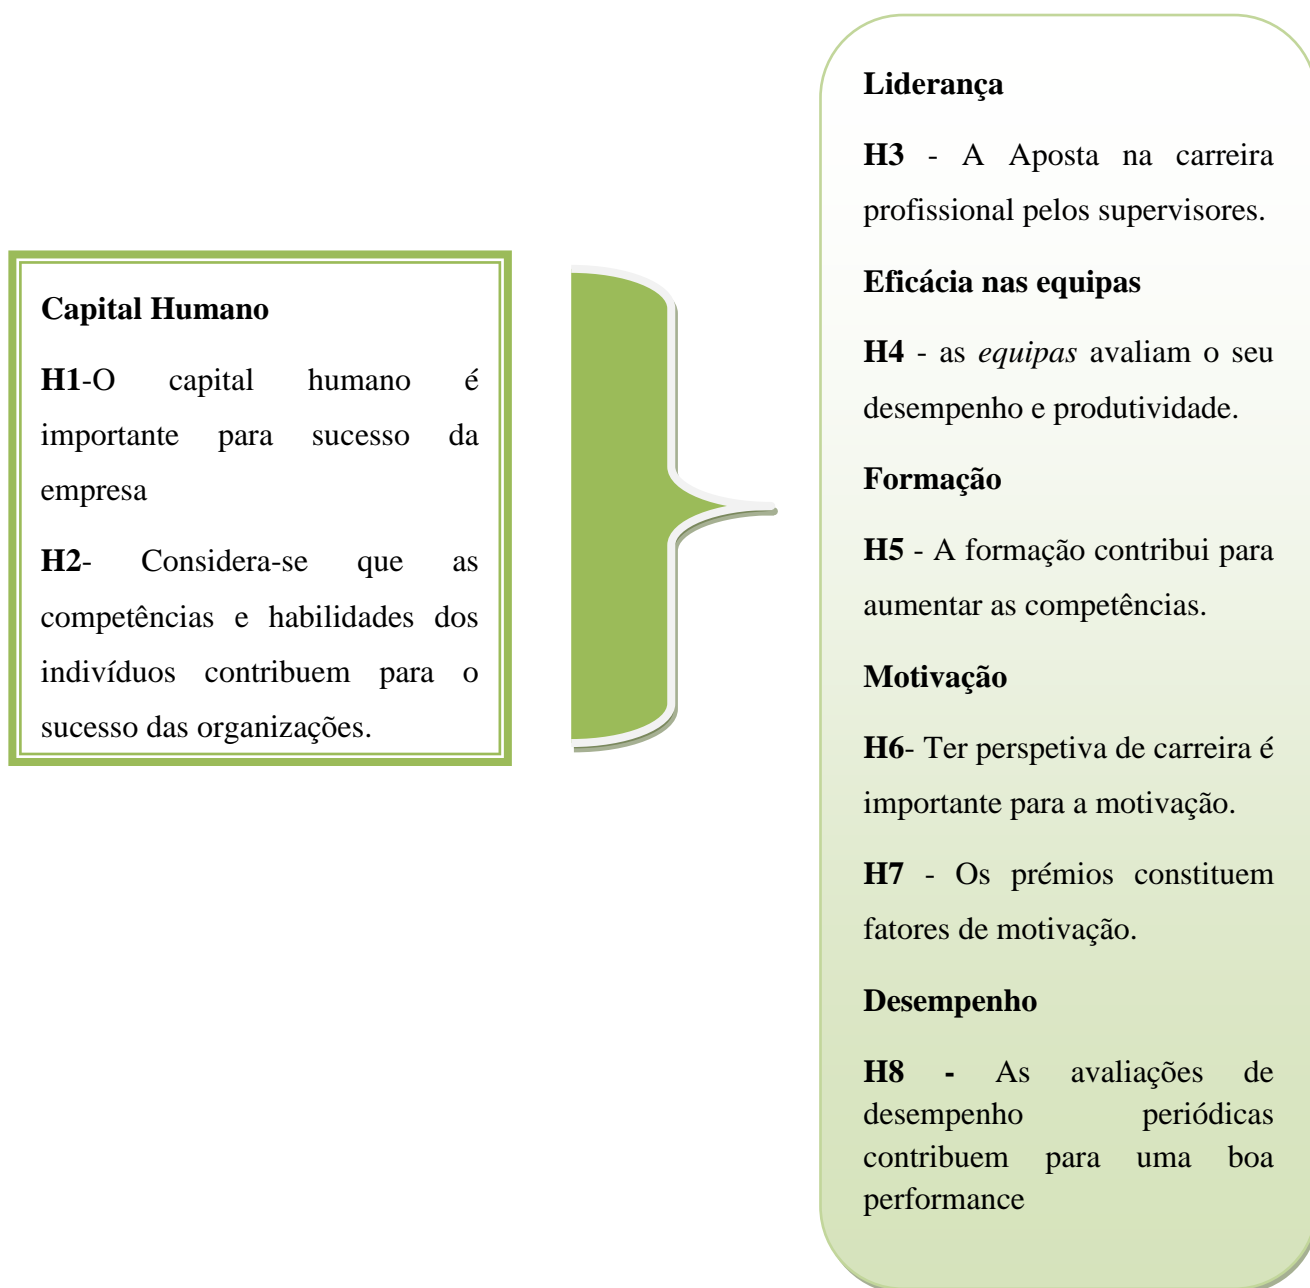 Capital Humano
H1-O capital humano é
importante para sucesso da
empresa
H2- Considera-se que as
competências e habilidades dos
indivíduos contribuem para o
sucesso das organizações.
Liderança
H3 - A Aposta na carreira
profissional pelos supervisores.
Eficácia nas equipas
H4 - as equipas avaliam o seu
desempenho e produtividade.
Formação
H5 - A formação contribui para
aumentar as competências.
Motivação
H6- Ter perspetiva de carreira é
importante para a motivação.
H7 - Os prémios constituem
fatores de motivação.
Desempenho
H8 - As avaliações de
desempenho periódicas
contribuem para uma boa
performance